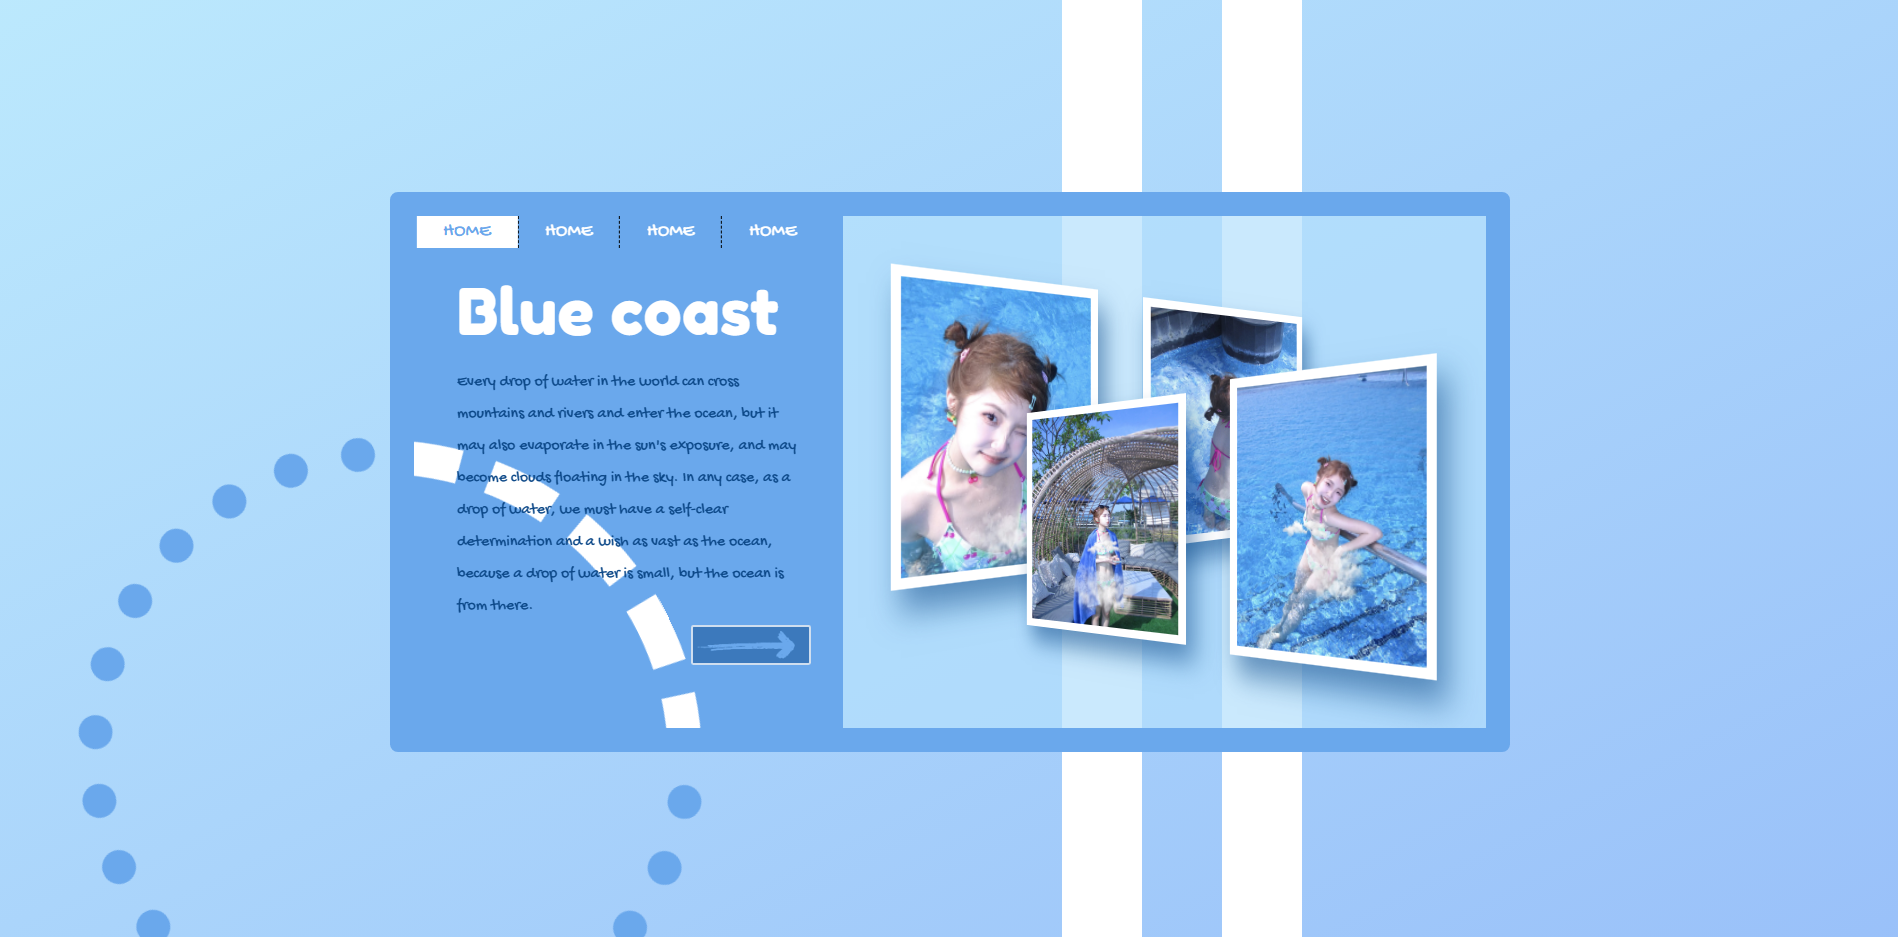 HOME
HOME
HOME
HOME
Blue coast
Every drop of water in the world can cross
mountains and rivers and enter the ocean, but it
may also evaporate in the sun's exposure, and may
become clouds floating in the sky. In any case, as a
drop of water, we must have a self-clear
determination and a wish as vast as the ocean,
because a drop of water is small, but the ocean is
from there.